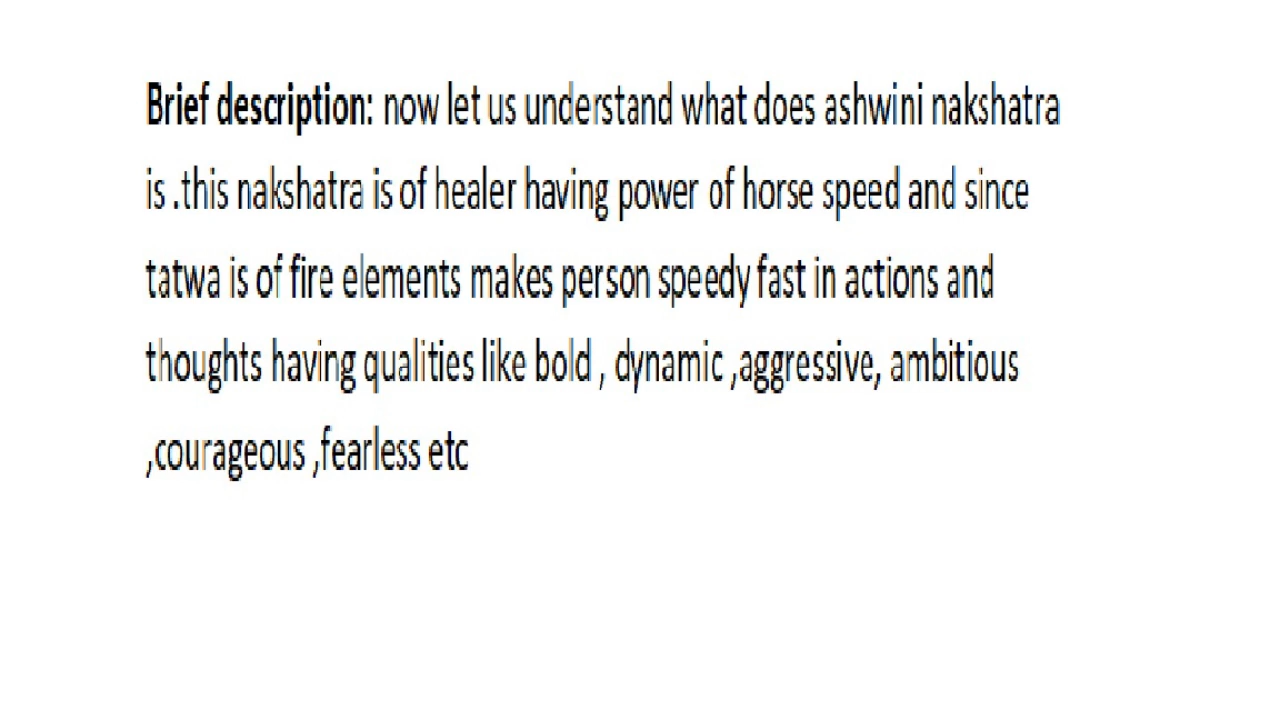 Brief description: now let us understand what does ashwini nakshatra
is .this nakshatra is of healer having power of horse speed and since
tatwa is of fire elements makes person speedy fast in actions and
thoughts having qualities like bold , dynamic ,aggressive, ambitious
,courageous ,fearless etc